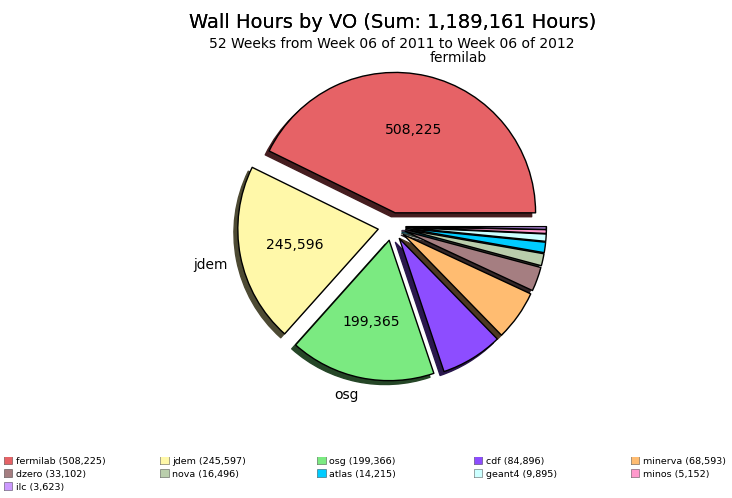 Wall Hours by VO (Sum: 1,189,161 Hours)
52 Weeks from Week 06 of 2011 to Week 06 of 2012
fermilab
508,225
245,596
jdem
199,365
osg
fermilab (508,225) jdem (245,597) osg (199,366) cdf (84,896) minerva (68,593)
dzero (33,102) nova (16,496) atlas (14,215) geant4 (9,895) minos (5,152)
ilc (3,623)